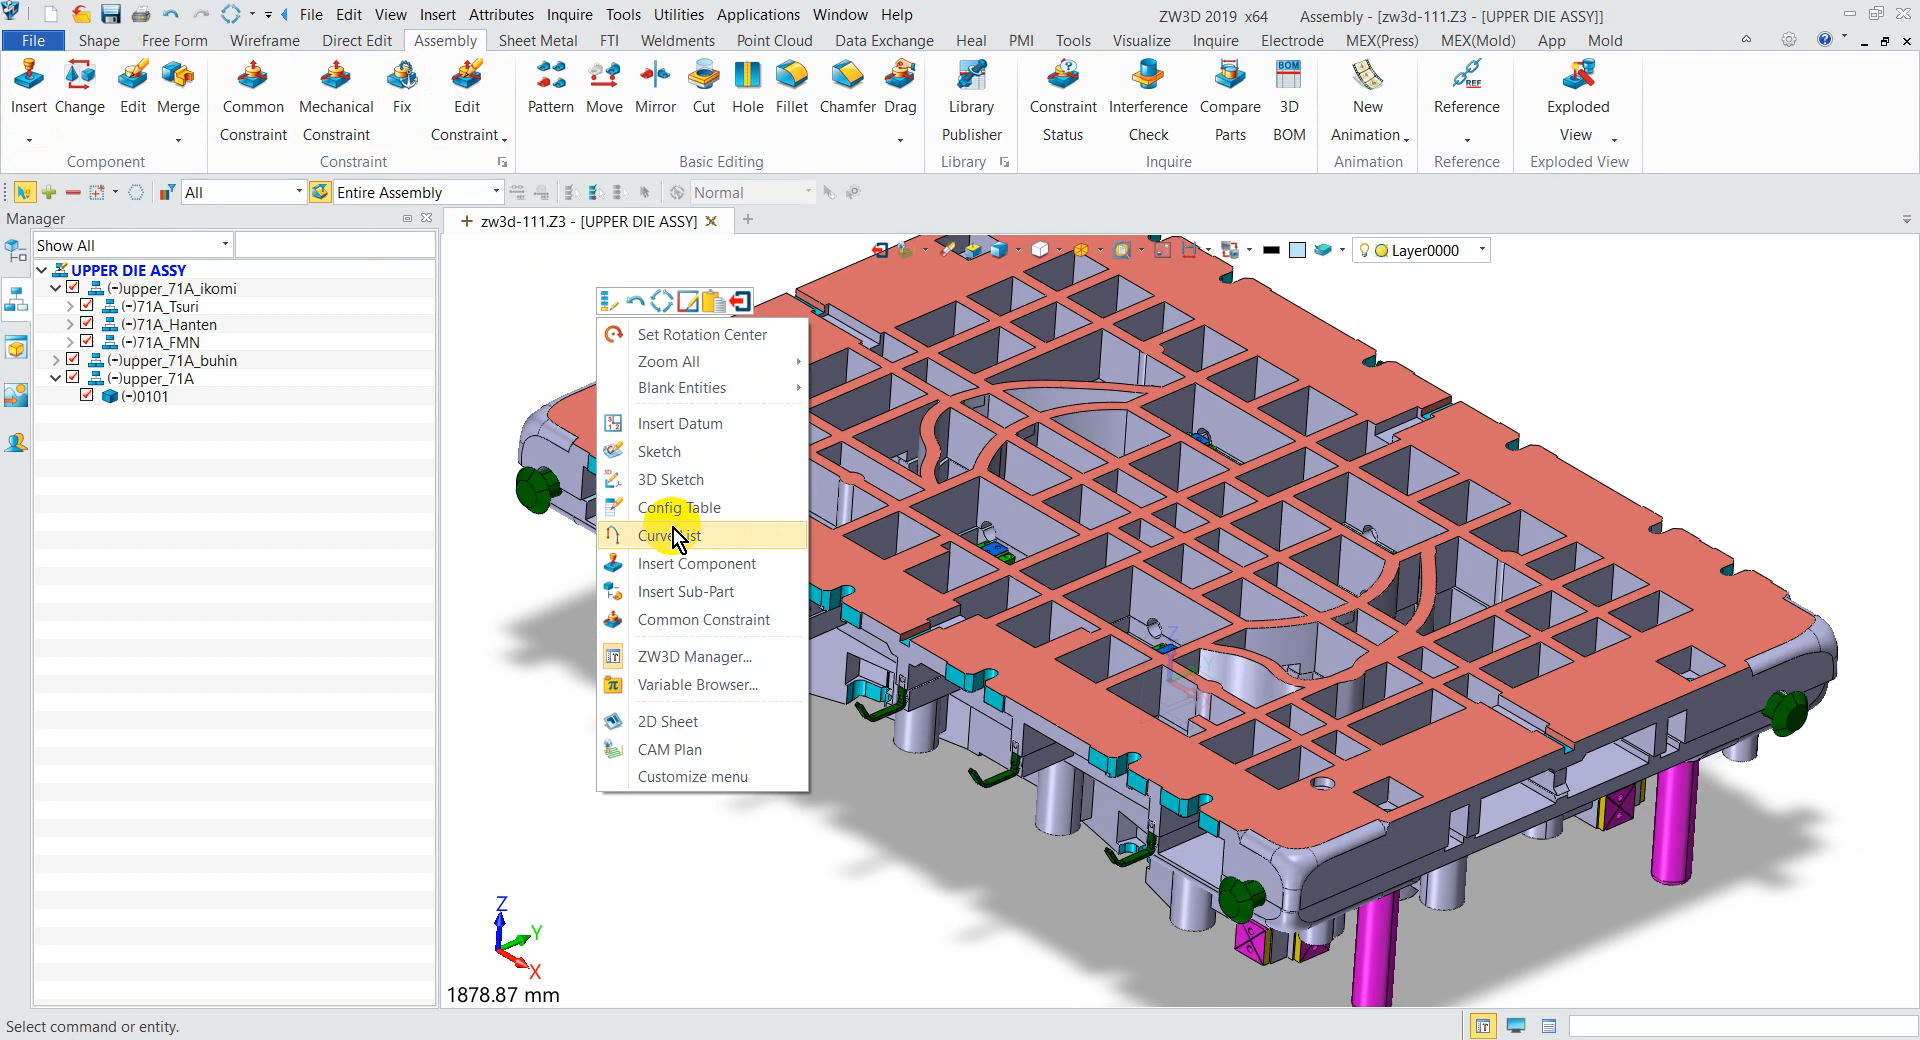 File Edit View Insert Attributes Inquire Tools Utilities Applications Window Help
ZW3D 2019 x64 Assembly - [zw3d-111.Z3 - [UPPER DIE ASSY]]
File Shape Free Form Wireframe Direct Edit Assembly Sheet Metal FTI Weldments Point Cloud Data Exchange Heal PMI Tools Visualize Inquire Electrode MEX(Press) MEX(Mold) App Mold
Insert Change Edit Merge
Component
Common Constraint
Mechanical Constraint
Fix
Edit Constraint
Constraint
Pattern Move Mirror Cut Hole Fillet Chamfer Drag
Basic Editing
Library Publisher
Library
Constraint Status
Interference Check
Compare Parts
BOM
3D BOM
Inquire
New Animation
Animation
REF
Reference
Reference
Exploded View
Exploded View
All
Entire Assembly
Normal
Manager
zw3d-111.Z3 - [UPPER DIE ASSY]
Show All
Layer0000
UPPER DIE ASSY
(-)upper_71A_ikomi
(-)71A_Tsuri
(-)71A_Hanten
(-)71A_FMN
(-)upper_71A_buhin
(-)upper_71A
(-)0101
Set Rotation Center
Zoom All
Blank Entities
Insert Datum
Sketch
3D Sketch
Config Table
Insert Component
Insert Sub-Part
Common Constraint
ZW3D Manager...
Variable Browser...
2D Sheet
CAM Plan
Customize menu
Z
Y
X
Z
Y
1878.87 mm
Select command or entity.